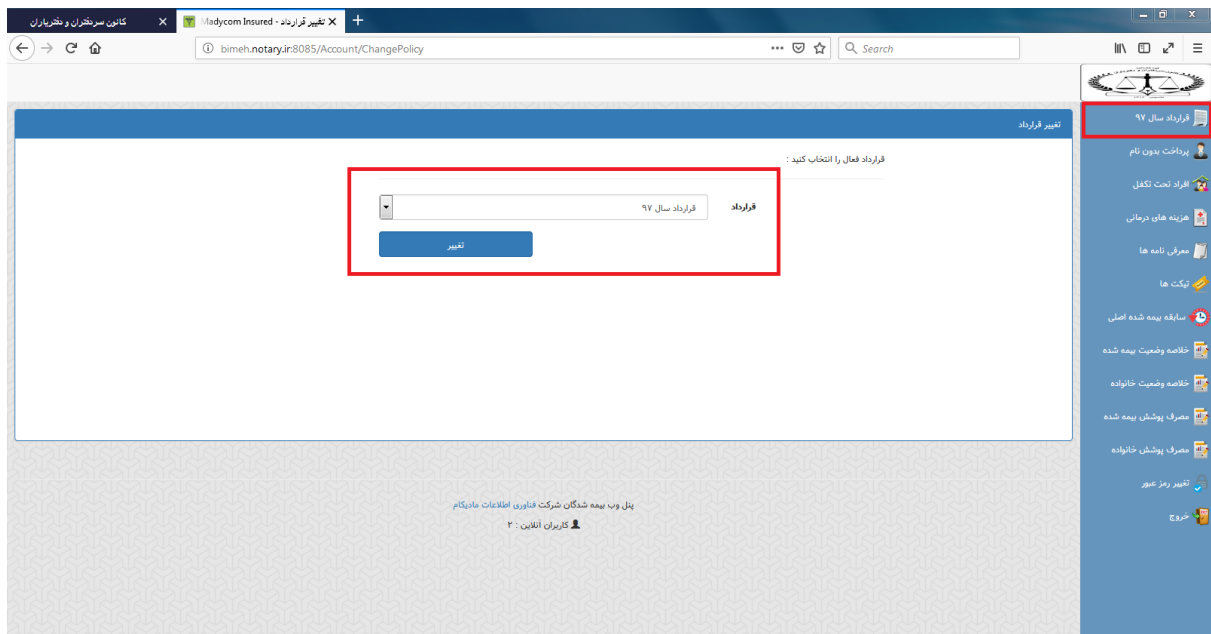 کانون سردفتران و دفتریاران
تغییر قرارداد - Madycom Insured
bimeh.notary.ir:8085/Account/ChangePolicy
Search
قرارداد سال ۹۷
پرداخت بدون نام
افراد تحت تکفل
هزینه های درمانی
معرفی نامه ها
تیکت ها
سابقه بیمه شده اصلی
خلاصه وضعیت بیمه شده
خلاصه وضعیت خانواده
مصرف پوشش بیمه شده
مصرف پوشش خانواده
تغییر رمز عبور
خروج
تغییر قرارداد
قرارداد فعال را انتخاب کنید :
قرارداد
قرارداد سال ۹۷
تغییر
پنل وب بیمه شدگان شرکت فناوری اطلاعات مادیکام
کاربران آنلاین : ۲